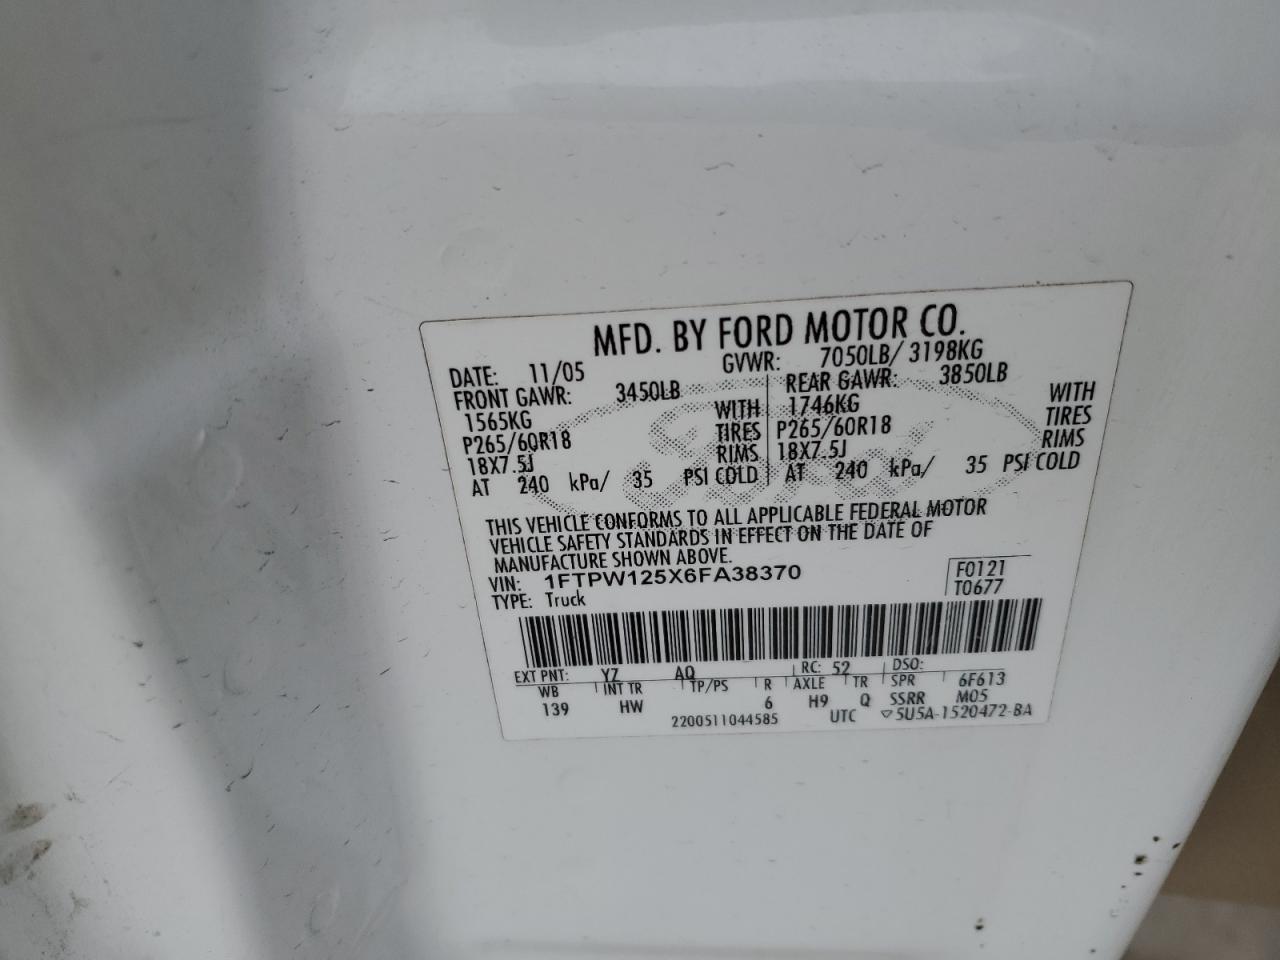 MFD. BY FORD MOTOR CO.
DATE: 11/05 GVWR: 7050LB/ 3198KG
FRONT GAWR: 3450LB REAR GAWR: 3850LB
1565KG WITH 1746KG WITH
P265/60R18 TIRES P265/60R18 TIRES
18X7.5J RIMS 18X7.5J RIMS
AT 240 kPa/ 35 PSI COLD AT 240 kPa/ 35 PSI COLD
THIS VEHICLE CONFORMS TO ALL APPLICABLE FEDERAL MOTOR
VEHICLE SAFETY STANDARDS IN EFFECT ON THE DATE OF
MANUFACTURE SHOWN ABOVE.
VIN: 1FTPW125X6FA38370 F0121
TYPE: Truck T0677
EXT PNT: YZ AQ RC: 52 DSO:
WB INT TR TP/PS R AXLE TR SPR 6F613
139 HW 6 H9 Q SSRR M05
2200511044585 UTC ▽5U5A-1520472-BA
Ford